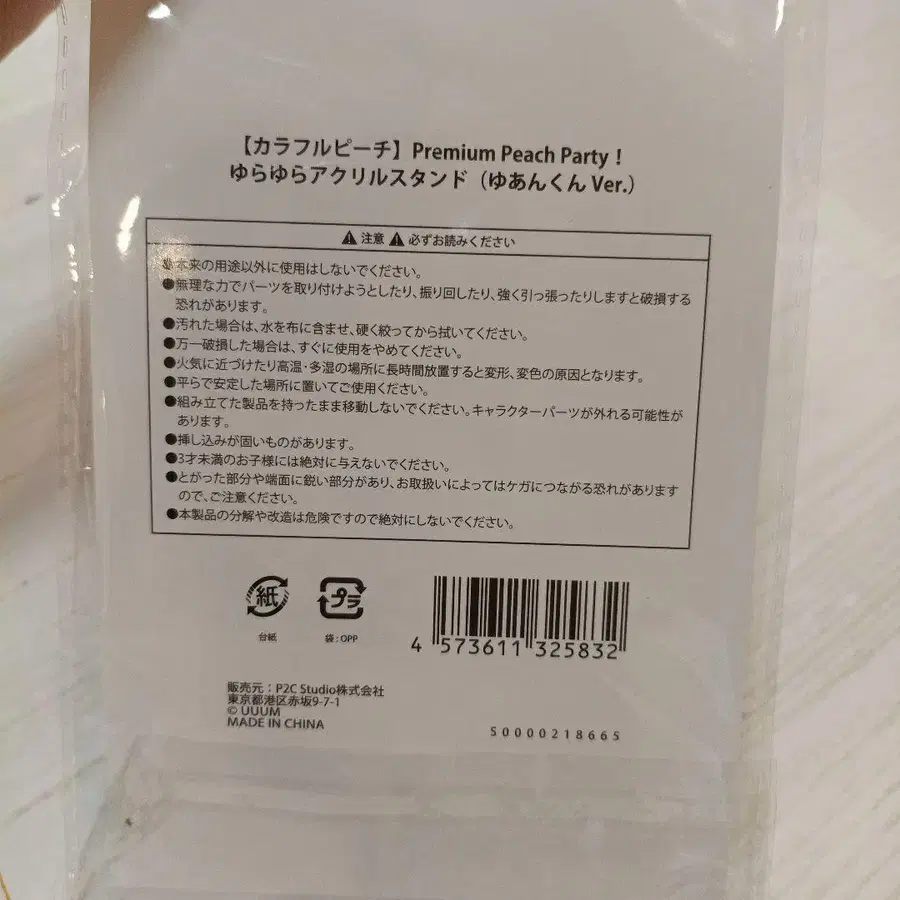 【カラフルピーチ】Premium Peach Party！
ゆらゆらアクリルスタンド（ゆあんくん Ver.）
⚠ 注意 ⚠ 必ずお読みください
●本来の用途以外に使用はしないでください。
●無理な力でパーツを取り付けようとしたり、振り回したり、強く引っ張ったりしますと破損する
恐れがあります。
●汚れた場合は、水を布に含ませ、硬く絞ってから拭いてください。
●万一破損した場合は、すぐに使用をやめてください。
●火気に近づけたり高温・多湿の場所に長時間放置すると変形、変色の原因となります。
●平らで安定した場所に置いてご使用ください。
●組み立てた製品を持ったまま移動しないでください。キャラクターパーツが外れる可能性が
あります。
●挿し込みが固いものがあります。
●3才未満のお子様には絶対に与えないでください。
●とがった部分や端面に鋭い部分があり、お取扱いによってはケガにつながる恐れがあります
ので、ご注意ください。
●本製品の分解や改造は危険ですので絶対にしないでください。
紙
プラ
台紙
袋：OPP
4 573611 325832
販売元：P2C Studio株式会社
東京都港区赤坂9-7-1
© UUUM
MADE IN CHINA
S0000218665